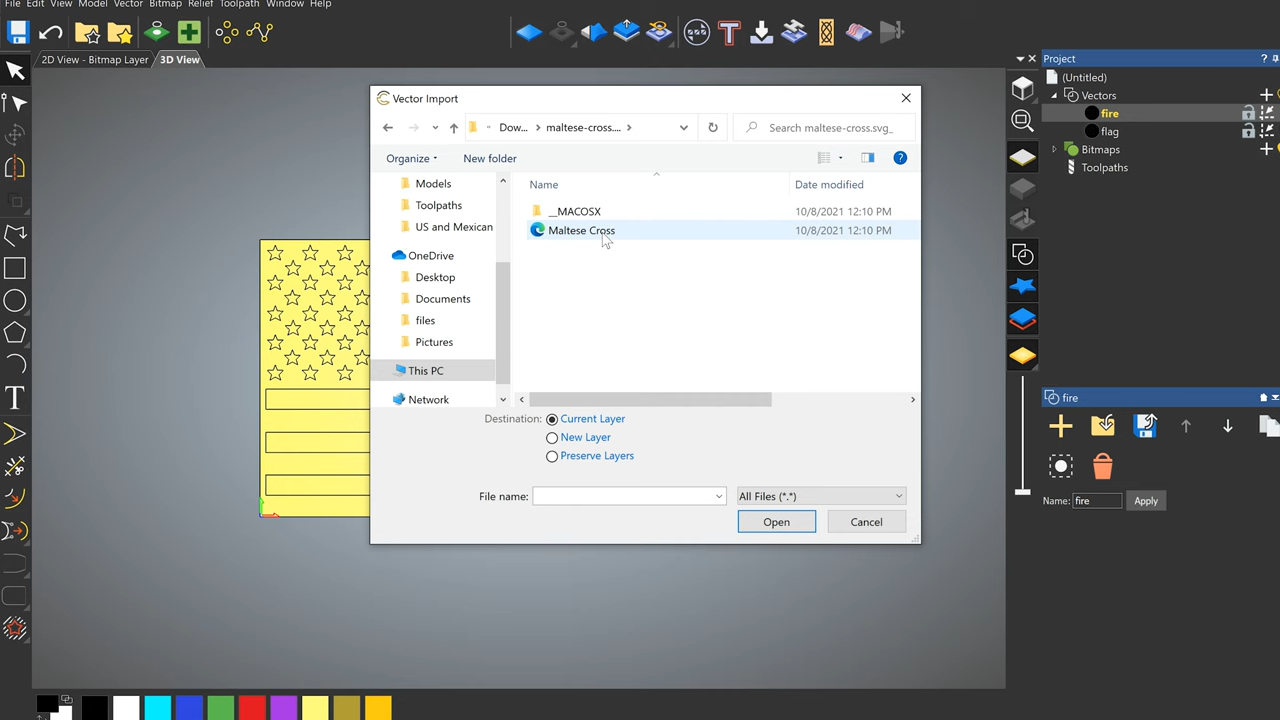 File Edit View Model Vector Bitmap Relief Toolpath Window Help
2D View - Bitmap Layer 3D View
Project
(Untitled)
Vectors
fire
flag
Bitmaps
Toolpaths
Vector Import
Dow... maltese-cross....
Search maltese-cross.svg_
Organize New folder
Models
Toolpaths
US and Mexican
OneDrive
Desktop
Documents
files
Pictures
This PC
Network
Name Date modified
__MACOSX 10/8/2021 12:10 PM
Maltese Cross 10/8/2021 12:10 PM
Destination: Current Layer
New Layer
Preserve Layers
File name: All Files (*.*)
Open Cancel
fire
Name: fire Apply